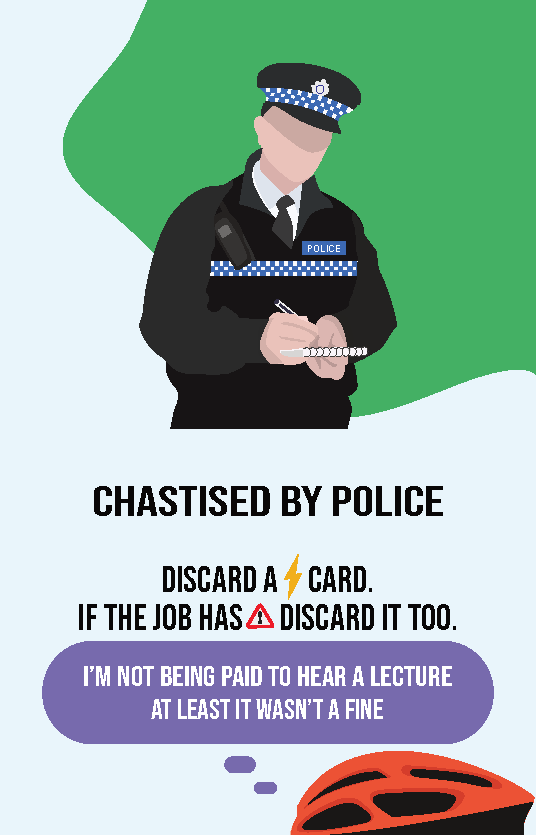 POLICE
CHASTISED BY POLICE
DISCARD A ⚡ CARD.
IF THE JOB HAS ⚠ DISCARD IT TOO.
I'M NOT BEING PAID TO HEAR A LECTURE
AT LEAST IT WASN'T A FINE